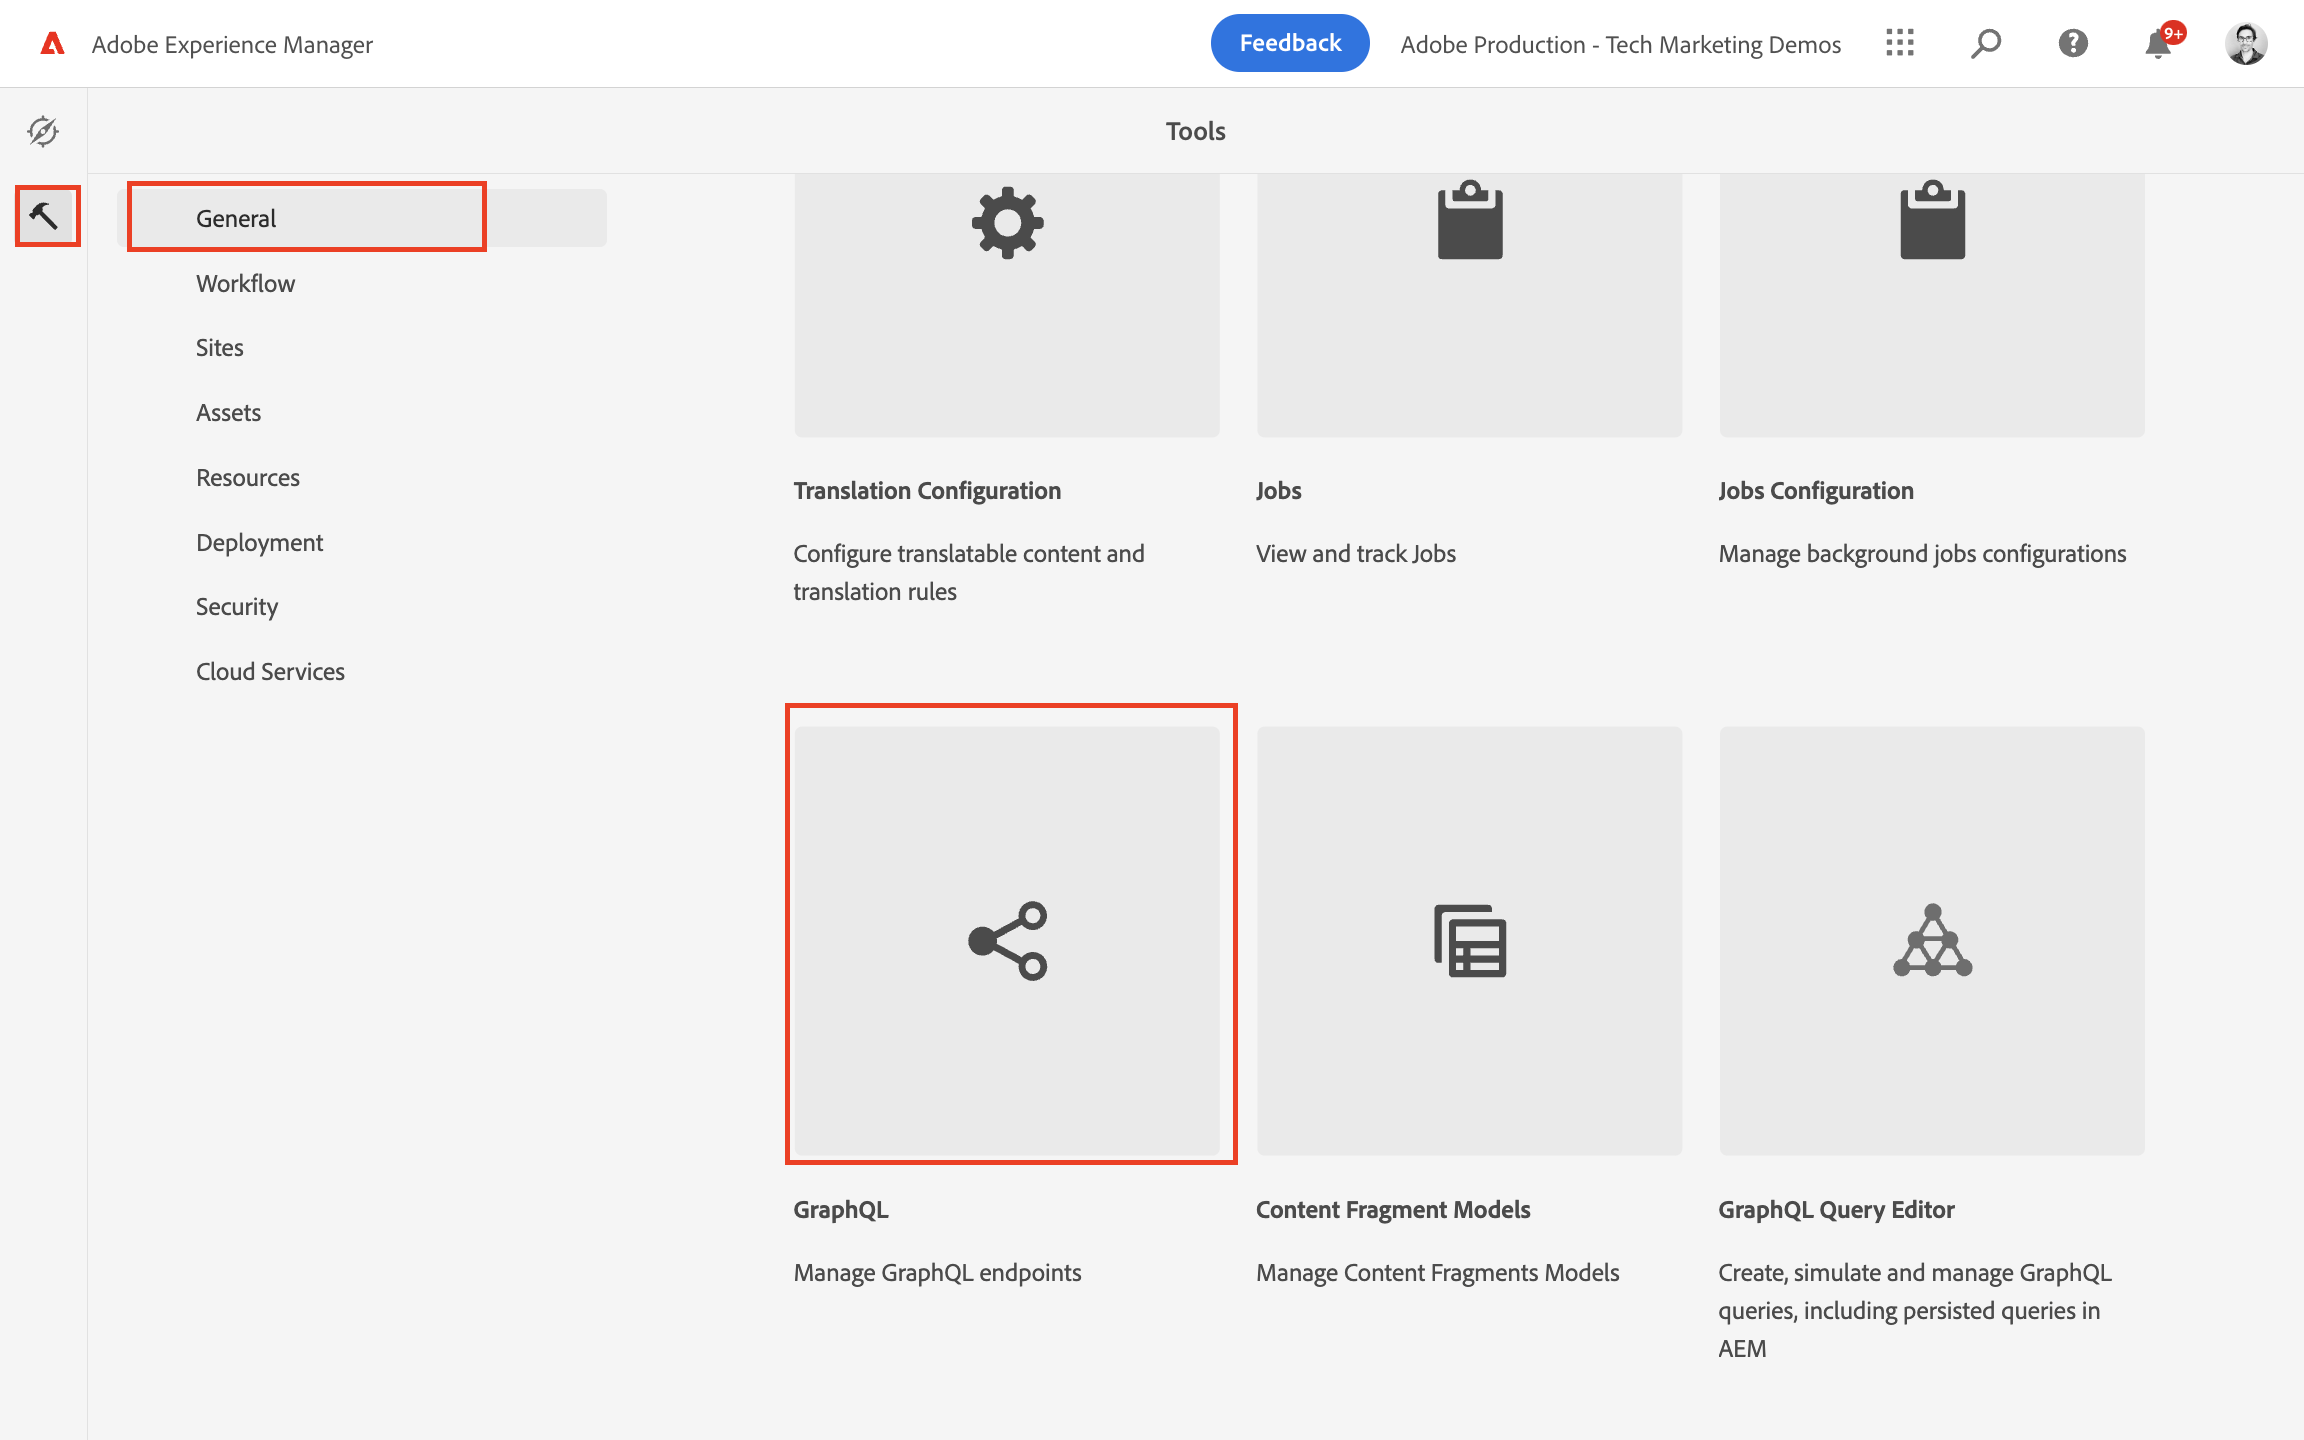 Adobe Experience Manager
Feedback
Adobe Production - Tech Marketing Demos
9+
Tools
General
Workflow
Sites
Assets
Resources
Deployment
Security
Cloud Services
Translation Configuration
Configure translatable content and
translation rules
Jobs
View and track Jobs
Jobs Configuration
Manage background jobs configurations
GraphQL
Manage GraphQL endpoints
Content Fragment Models
Manage Content Fragments Models
GraphQL Query Editor
Create, simulate and manage GraphQL
queries, including persisted queries in
AEM